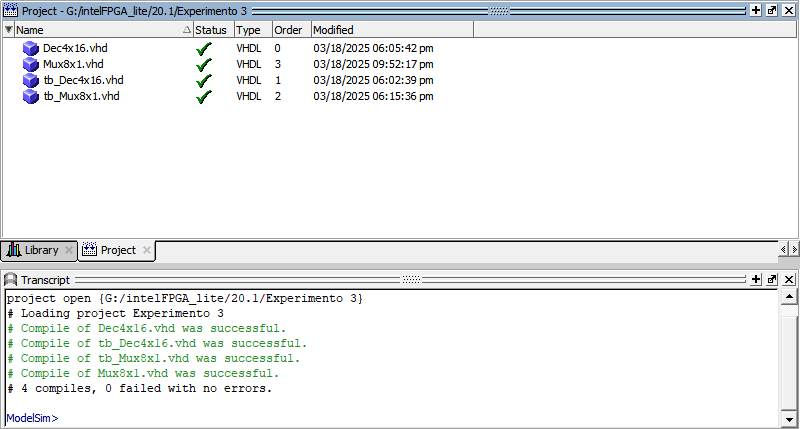 Project - G:/intelFPGA_lite/20.1/Experimento 3
Name Status Type Order Modified
Dec4x16.vhd VHDL 0 03/18/2025 06:05:42 pm
Mux8x1.vhd VHDL 3 03/18/2025 09:52:17 pm
tb_Dec4x16.vhd VHDL 1 03/18/2025 06:02:39 pm
tb_Mux8x1.vhd VHDL 2 03/18/2025 06:15:36 pm
Library Project
Transcript
project open {G:/intelFPGA_lite/20.1/Experimento 3}
# Loading project Experimento 3
# Compile of Dec4x16.vhd was successful.
# Compile of tb_Dec4x16.vhd was successful.
# Compile of tb_Mux8x1.vhd was successful.
# Compile of Mux8x1.vhd was successful.
# 4 compiles, 0 failed with no errors.
ModelSim>